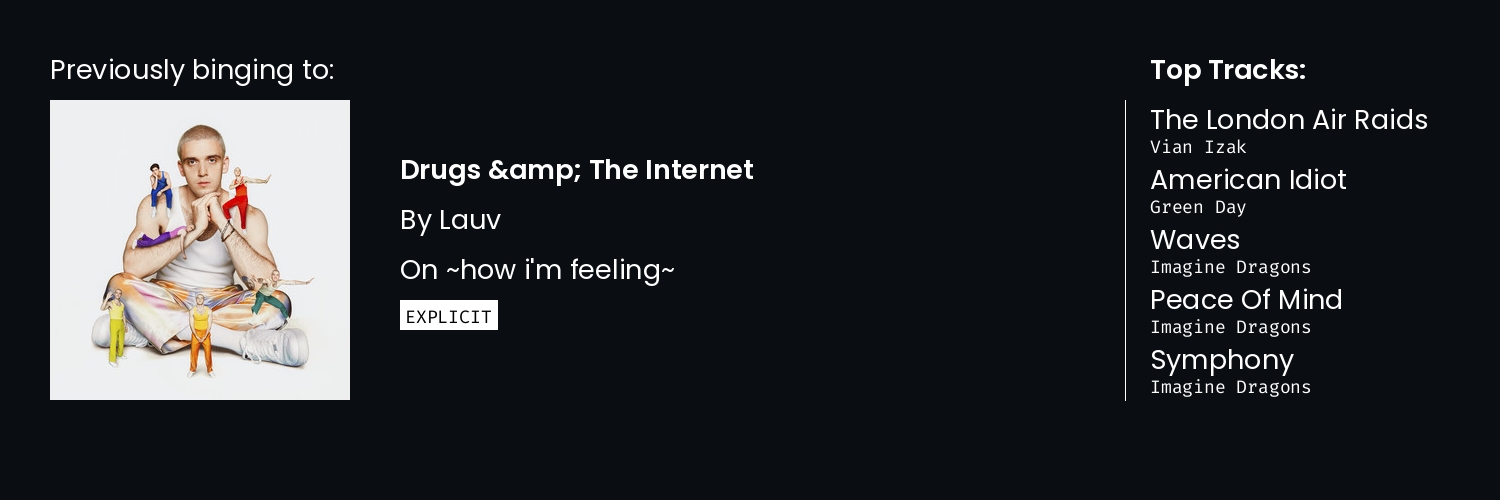 Previously binging to:
Drugs &amp; The Internet
By Lauv
On ~how i'm feeling~
EXPLICIT
Top Tracks:
The London Air Raids
Vian Izak
American Idiot
Green Day
Waves
Imagine Dragons
Peace Of Mind
Imagine Dragons
Symphony
Imagine Dragons